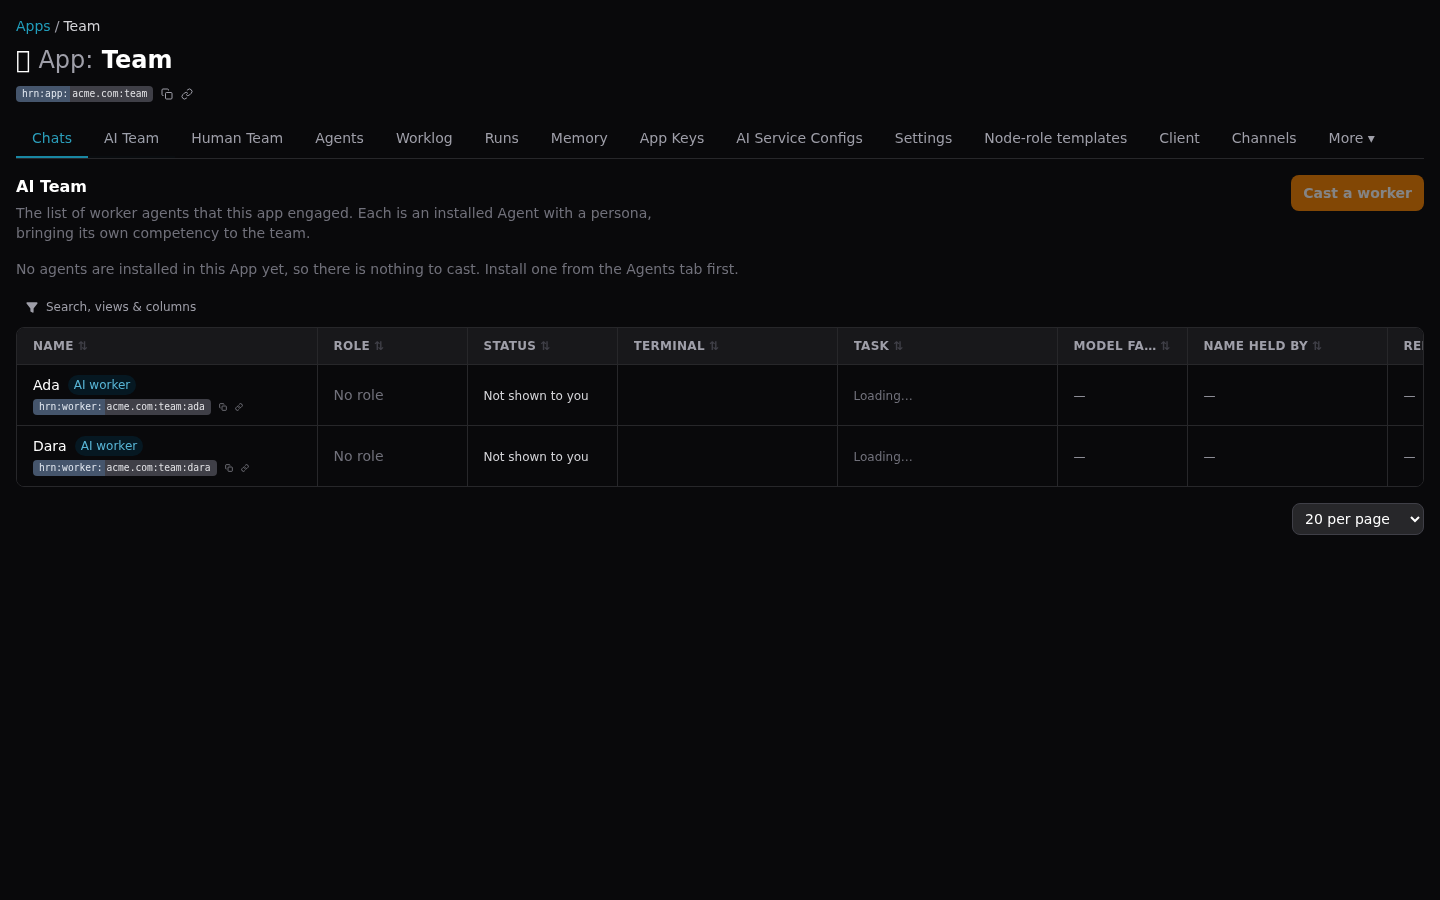 Apps / Team
App: Team
hrn:app: acme.com:team
Chats AI Team Human Team Agents Worklog Runs Memory App Keys AI Service Configs Settings Node-role templates Client Channels More ▾
AI Team
Cast a worker
The list of worker agents that this app engaged. Each is an installed Agent with a persona,
bringing its own competency to the team.
No agents are installed in this App yet, so there is nothing to cast. Install one from the Agents tab first.
Search, views & columns
NAME ⇅ ROLE ⇅ STATUS ⇅ TERMINAL ⇅ TASK ⇅ MODEL FA… ⇅ NAME HELD BY ⇅
Ada AI worker No role Not shown to you Loading… — — —
hrn:worker: acme.com:team:ada
Dara AI worker No role Not shown to you Loading… — — —
hrn:worker: acme.com:team:dara
20 per page